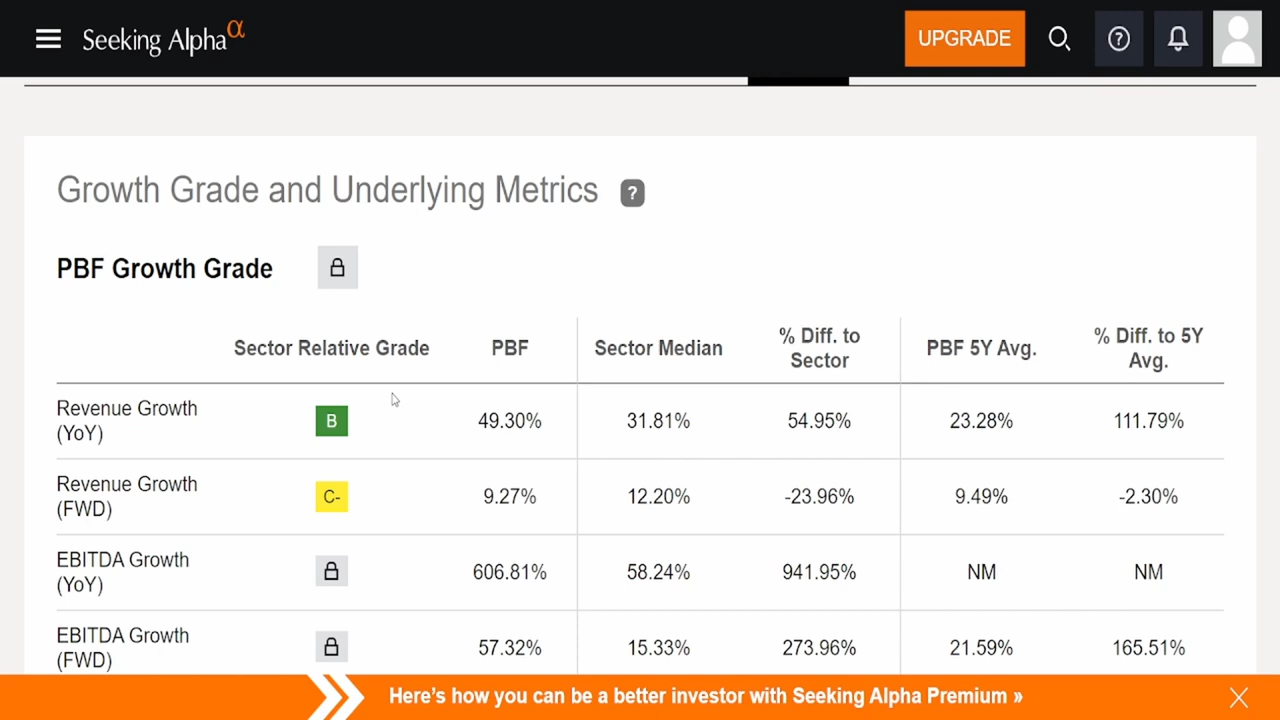 Seeking Alpha α
UPGRADE
?
Growth Grade and Underlying Metrics ?
PBF Growth Grade
Sector Relative Grade PBF Sector Median % Diff. to Sector PBF 5Y Avg. % Diff. to 5Y Avg.
Revenue Growth (YoY) B 49.30% 31.81% 54.95% 23.28% 111.79%
Revenue Growth (FWD) C- 9.27% 12.20% -23.96% 9.49% -2.30%
EBITDA Growth (YoY) 606.81% 58.24% 941.95% NM NM
EBITDA Growth (FWD) 57.32% 15.33% 273.96% 21.59% 165.51%
Here's how you can be a better investor with Seeking Alpha Premium »